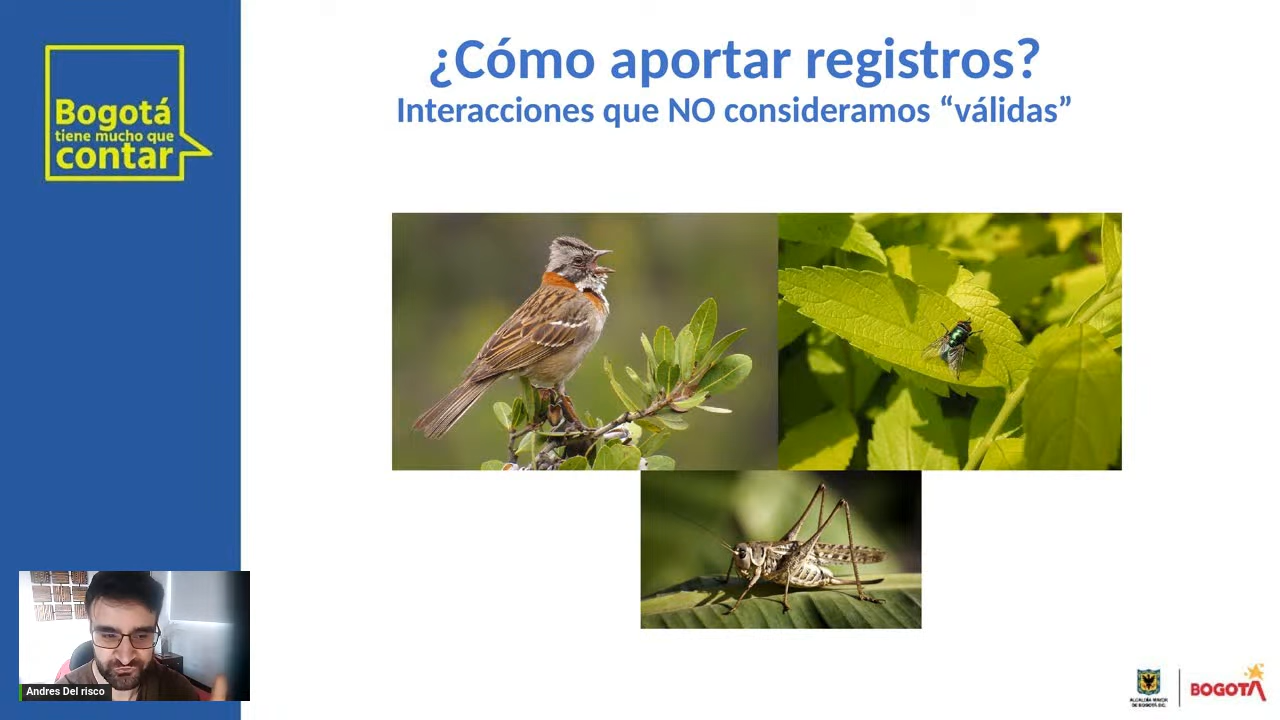 ¿Cómo aportar registros?
Interacciones que NO consideramos “válidas”
Bogotá
tiene mucho que
contar
Andres Del risco
ALCALDÍA MAYOR
DE BOGOTÁ D.C.
BOGOTÁ